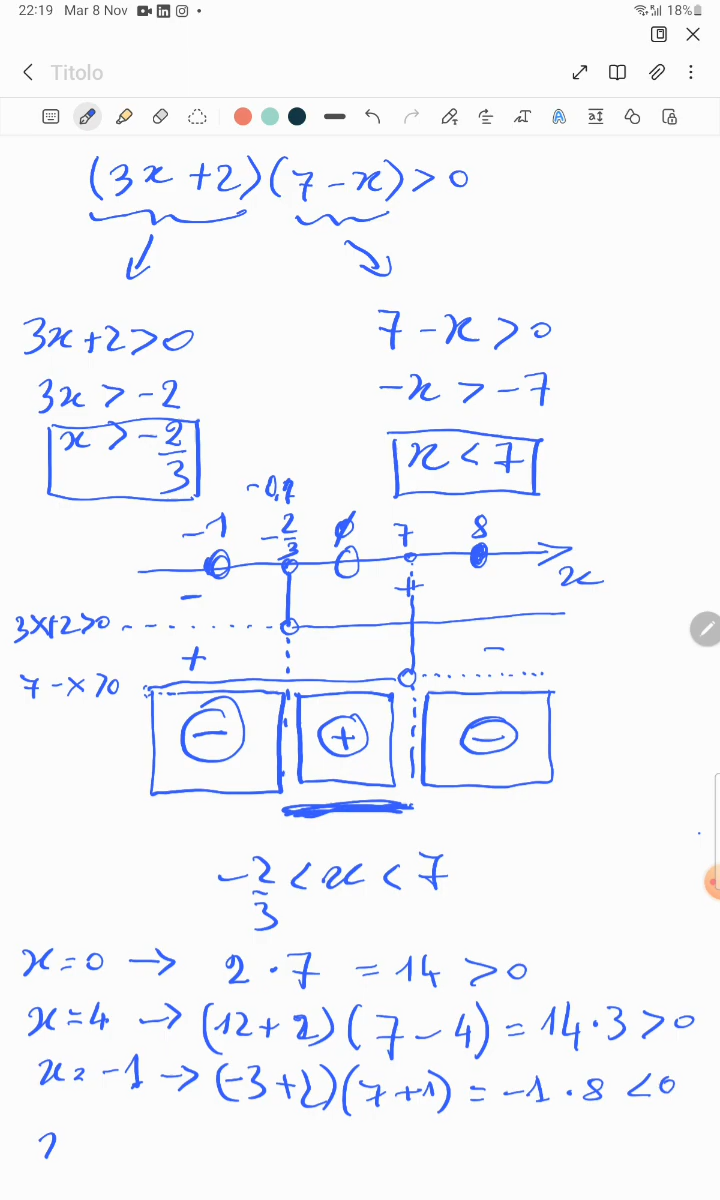 22:19 Mar 8 Nov 18%
Titolo
(3x+2)(7-x)>0
3x+2>0 7-x>0
3x>-2 -x>-7
x>-2/3 x<7
-0,7
-1 -2/3 0 7 8
x
- +
3x+2>0
+ -
7-x>0
- + -
-2/3<x<7
x=0 → 2·7 = 14 >0
x=4 → (12+2)(7-4)=14·3>0
x=-1 → (-3+2)(7+1)=-1·8 <0